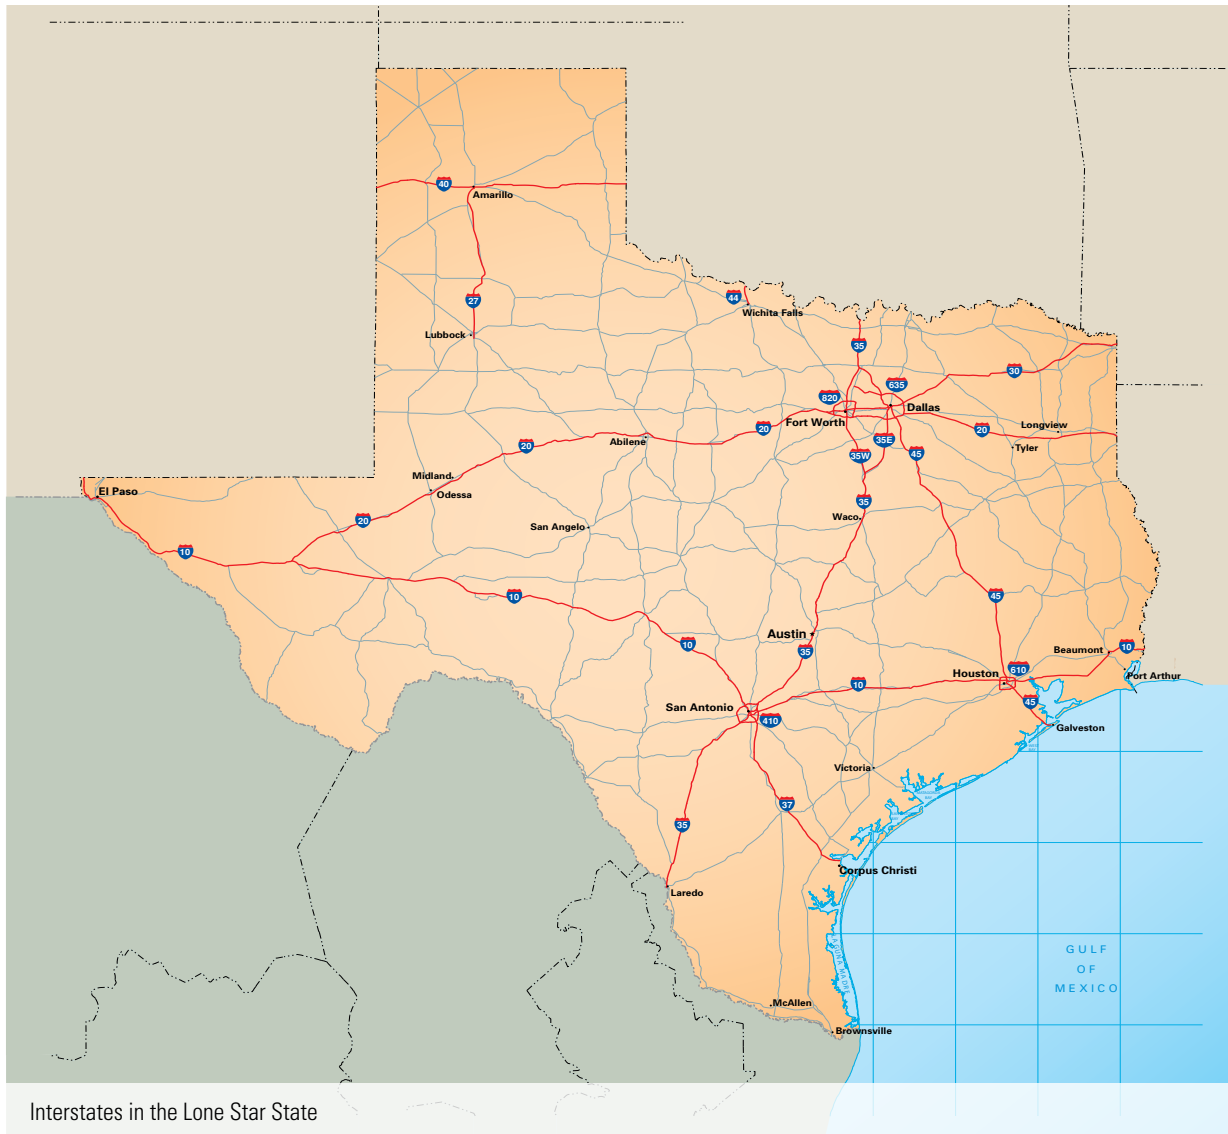 40
Amarillo
27
44
Wichita Falls
Lubbock
35
30
635
820
Dallas
Fort Worth
20
20
Longview
35E
Abilene
20
35W
45
Tyler
Midland
Odessa
El Paso
35
20
Waco
San Angelo
10
10
45
Austin
10
35
Beaumont
10
610
Houston
Port Arthur
10
45
San Antonio
410
Galveston
Victoria
37
35
Corpus Christi
Laredo
LAGUNA MADRE
GULF
OF
MEXICO
McAllen
Brownsville
Interstates in the Lone Star State